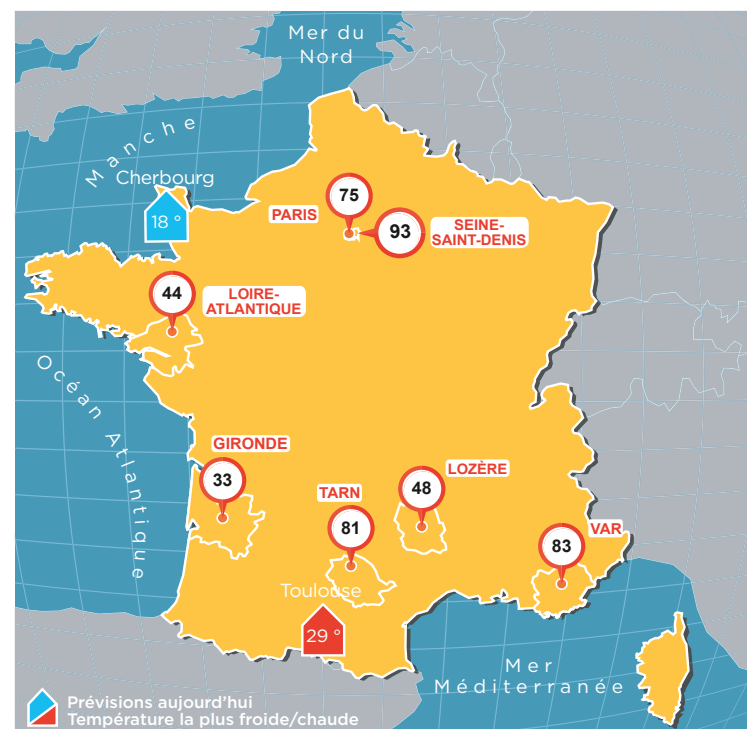 Mer du
Nord
Manche
Cherbourg
18 °
75
PARIS
93
SEINE-
SAINT-DENIS
44
LOIRE-
ATLANTIQUE
Océan Atlantique
GIRONDE
33
TARN
81
LOZÈRE
48
VAR
83
Toulouse
29 °
Mer
Méditerranée
Prévisions aujourd'hui
Température la plus froide/chaude